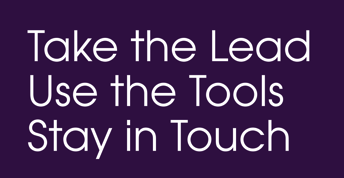 Take the Lead
Use the Tools
Stay in Touch